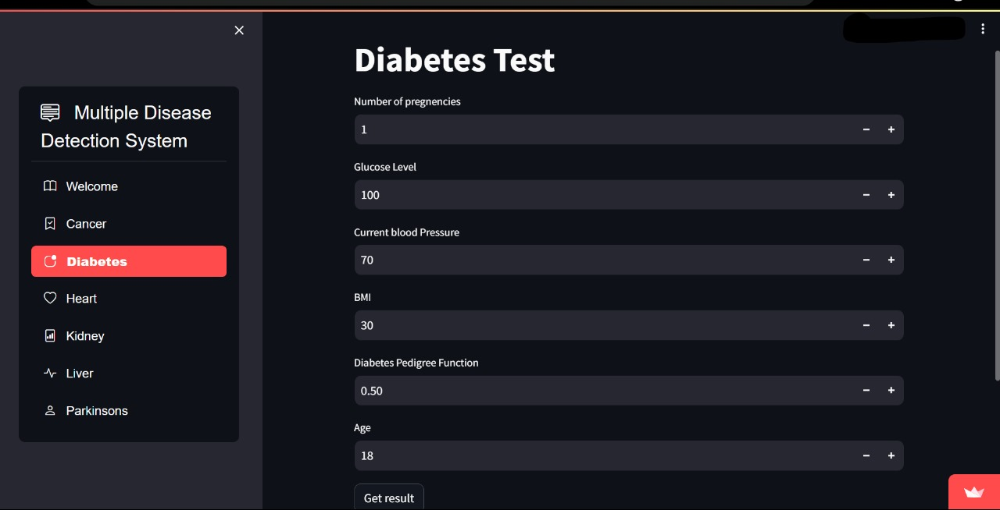 Multiple Disease
Detection System
Welcome
Cancer
Diabetes
Heart
Kidney
Liver
Parkinsons
Diabetes Test
Number of pregnencies
1
Glucose Level
100
Current blood Pressure
70
BMI
30
Diabetes Pedigree Function
0.50
Age
18
Get result